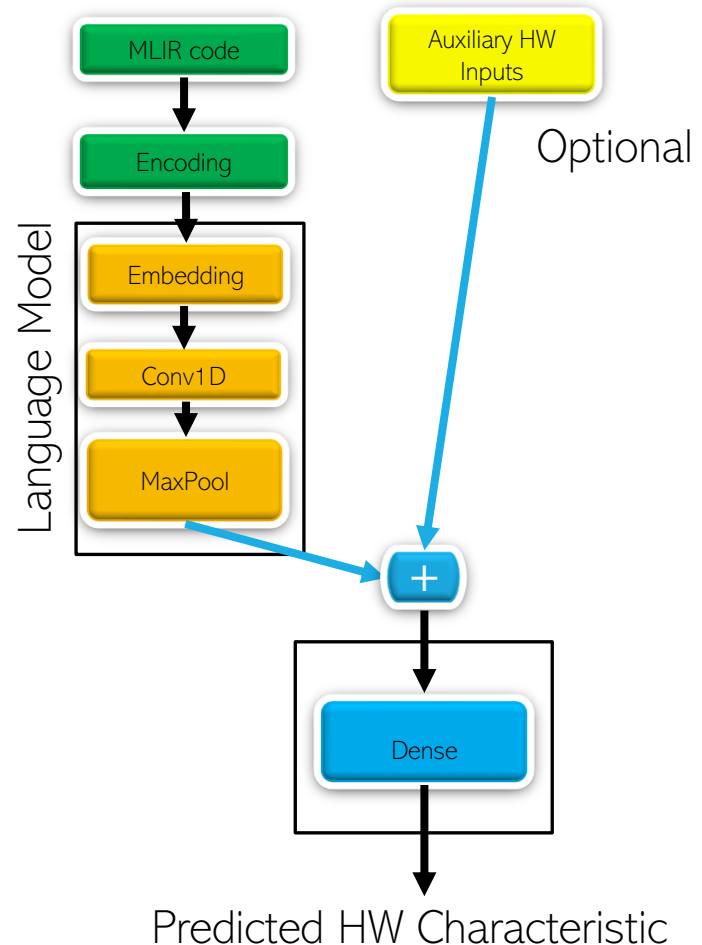 MLIR code
Auxiliary HW
Inputs
Optional
Encoding
Language Model
Embedding
Conv1D
MaxPool
+
Dense
Predicted HW Characteristic